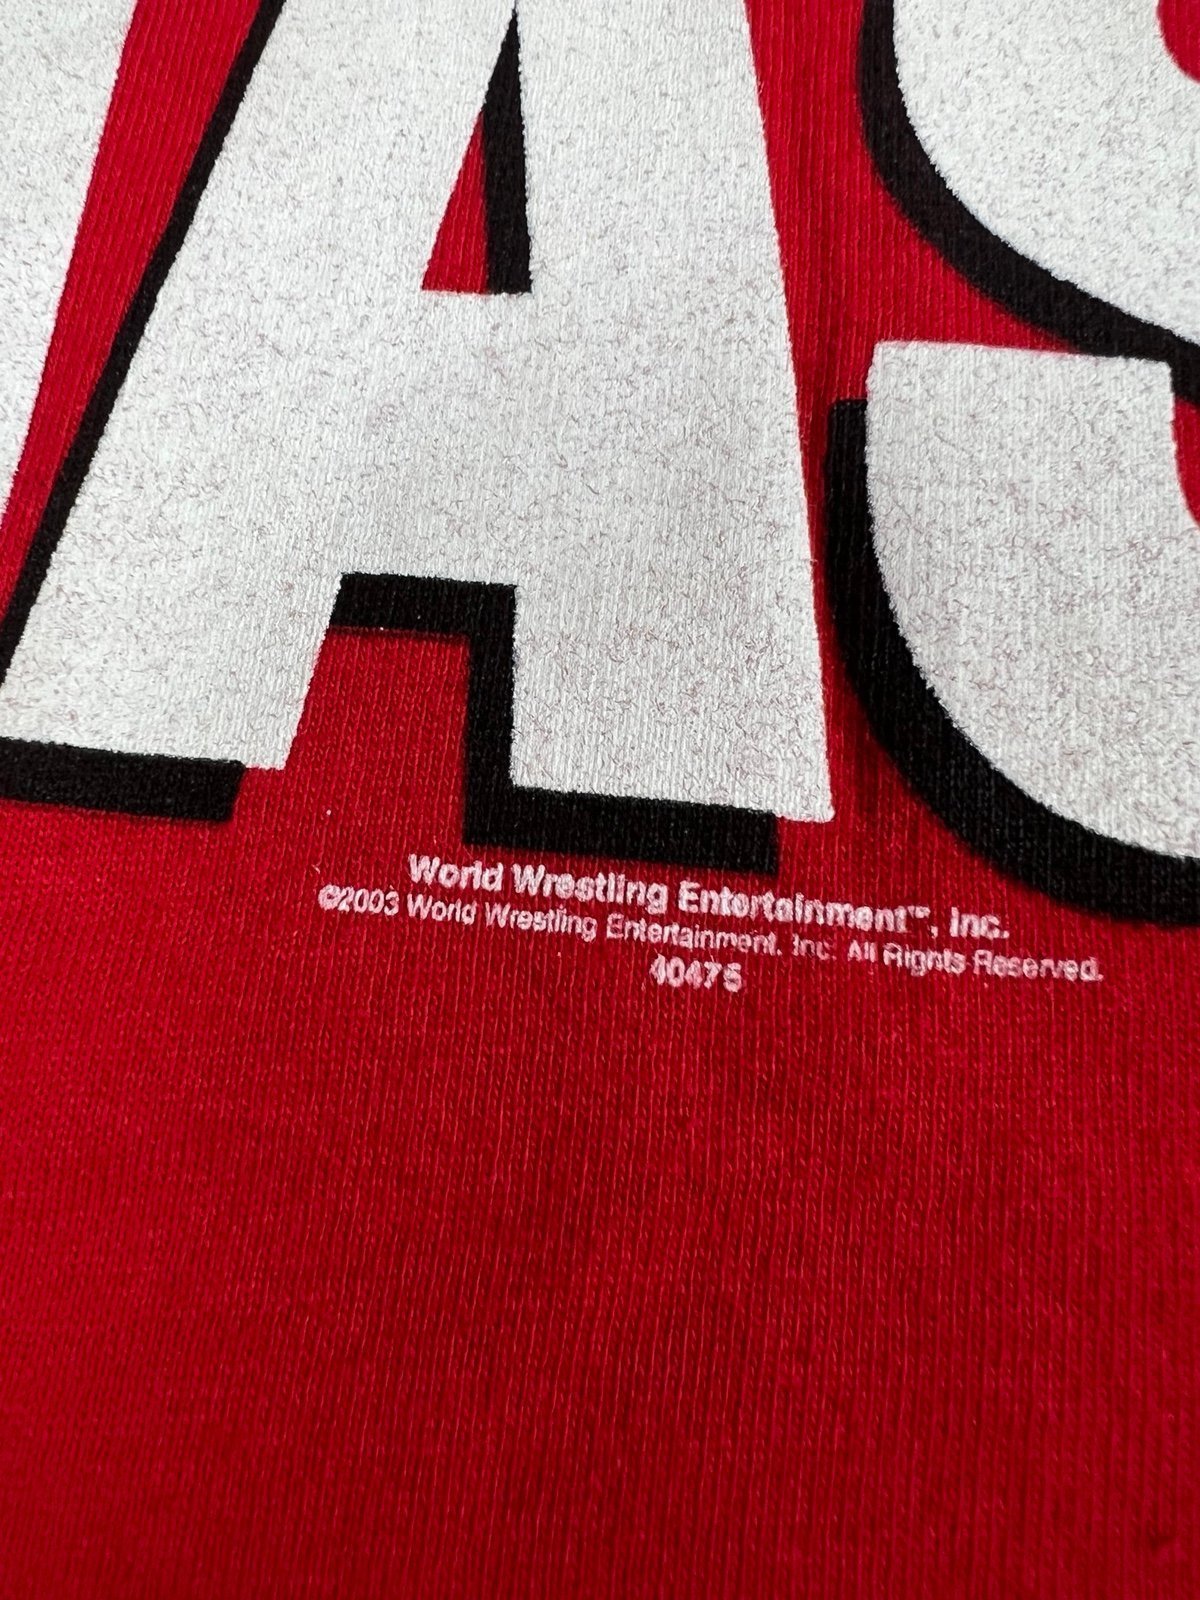 AS
World Wrestling Entertainment™, Inc.
©2003 World Wrestling Entertainment, Inc. All Rights Reserved.
40475